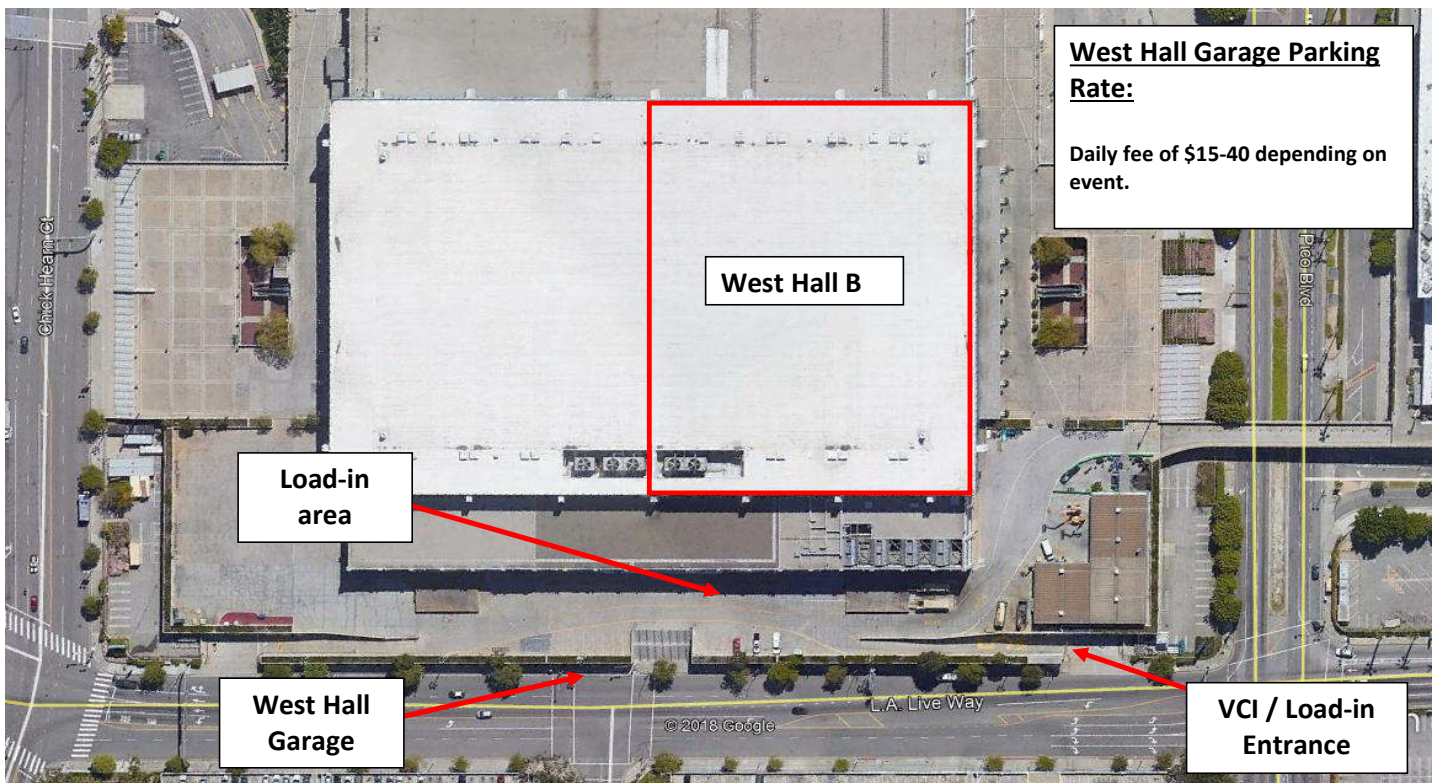 West Hall Garage Parking
Rate:
Daily fee of $15-40 depending on
event.
Chick Hearn Ct
Pico Blvd
West Hall B
Load-in
area
West Hall
Garage
L.A. Live Way
© 2018 Google
VCI / Load-in
Entrance